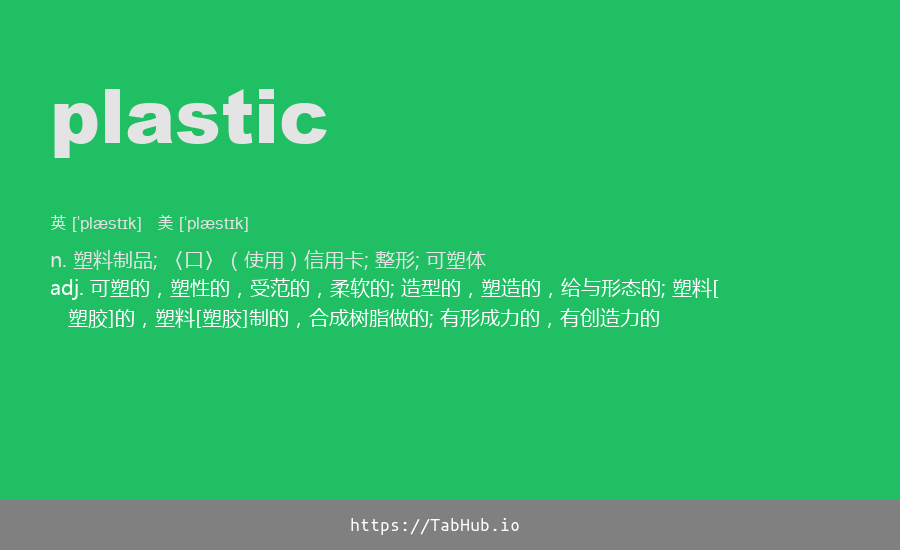 plastic
英 [ˈplæstɪk] 美 [ˈplæstɪk]
n. 塑料制品; 〈口〉（使用）信用卡; 整形; 可塑体
adj. 可塑的，塑性的，受范的，柔软的; 造型的，塑造的，给与形态的; 塑料[
塑胶]的，塑料[塑胶]制的，合成树脂做的; 有形成力的，有创造力的
https://TabHub.io